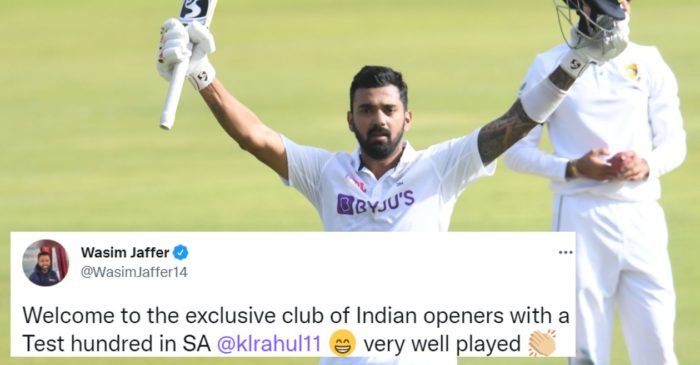 BYJU'S
Wasim Jaffer
@WasimJaffer14
Welcome to the exclusive club of Indian openers with a
Test hundred in SA @klrahul11 😄 very well played 👏🏼